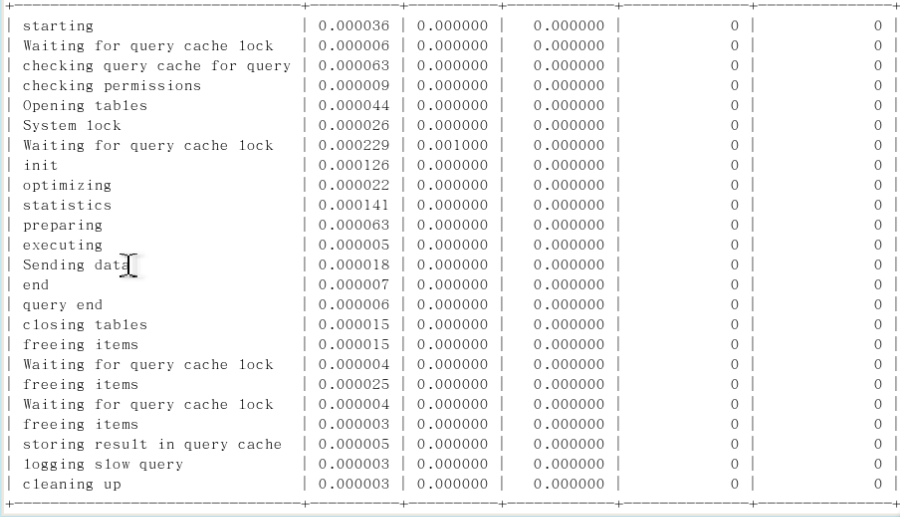 +--------------------------------+----------+----------+------------+--------------+---------------+
| starting                       | 0.000036 | 0.000000 |   0.000000 |            0 |             0 |
| Waiting for query cache lock   | 0.000006 | 0.000000 |   0.000000 |            0 |             0 |
| checking query cache for query | 0.000063 | 0.000000 |   0.000000 |            0 |             0 |
| checking permissions           | 0.000009 | 0.000000 |   0.000000 |            0 |             0 |
| Opening tables                 | 0.000044 | 0.000000 |   0.000000 |            0 |             0 |
| System lock                    | 0.000026 | 0.000000 |   0.000000 |            0 |             0 |
| Waiting for query cache lock   | 0.000229 | 0.001000 |   0.000000 |            0 |             0 |
| init                           | 0.000126 | 0.000000 |   0.000000 |            0 |             0 |
| optimizing                     | 0.000022 | 0.000000 |   0.000000 |            0 |             0 |
| statistics                     | 0.000141 | 0.000000 |   0.000000 |            0 |             0 |
| preparing                      | 0.000063 | 0.000000 |   0.000000 |            0 |             0 |
| executing                      | 0.000005 | 0.000000 |   0.000000 |            0 |             0 |
| Sending data                   | 0.000018 | 0.000000 |   0.000000 |            0 |             0 |
| end                            | 0.000007 | 0.000000 |   0.000000 |            0 |             0 |
| query end                      | 0.000006 | 0.000000 |   0.000000 |            0 |             0 |
| closing tables                 | 0.000015 | 0.000000 |   0.000000 |            0 |             0 |
| freeing items                  | 0.000015 | 0.000000 |   0.000000 |            0 |             0 |
| Waiting for query cache lock   | 0.000004 | 0.000000 |   0.000000 |            0 |             0 |
| freeing items                  | 0.000025 | 0.000000 |   0.000000 |            0 |             0 |
| Waiting for query cache lock   | 0.000004 | 0.000000 |   0.000000 |            0 |             0 |
| freeing items                  | 0.000003 | 0.000000 |   0.000000 |            0 |             0 |
| storing result in query cache  | 0.000005 | 0.000000 |   0.000000 |            0 |             0 |
| logging slow query             | 0.000003 | 0.000000 |   0.000000 |            0 |             0 |
| cleaning up                    | 0.000003 | 0.000000 |   0.000000 |            0 |             0 |
+--------------------------------+----------+----------+------------+--------------+---------------+